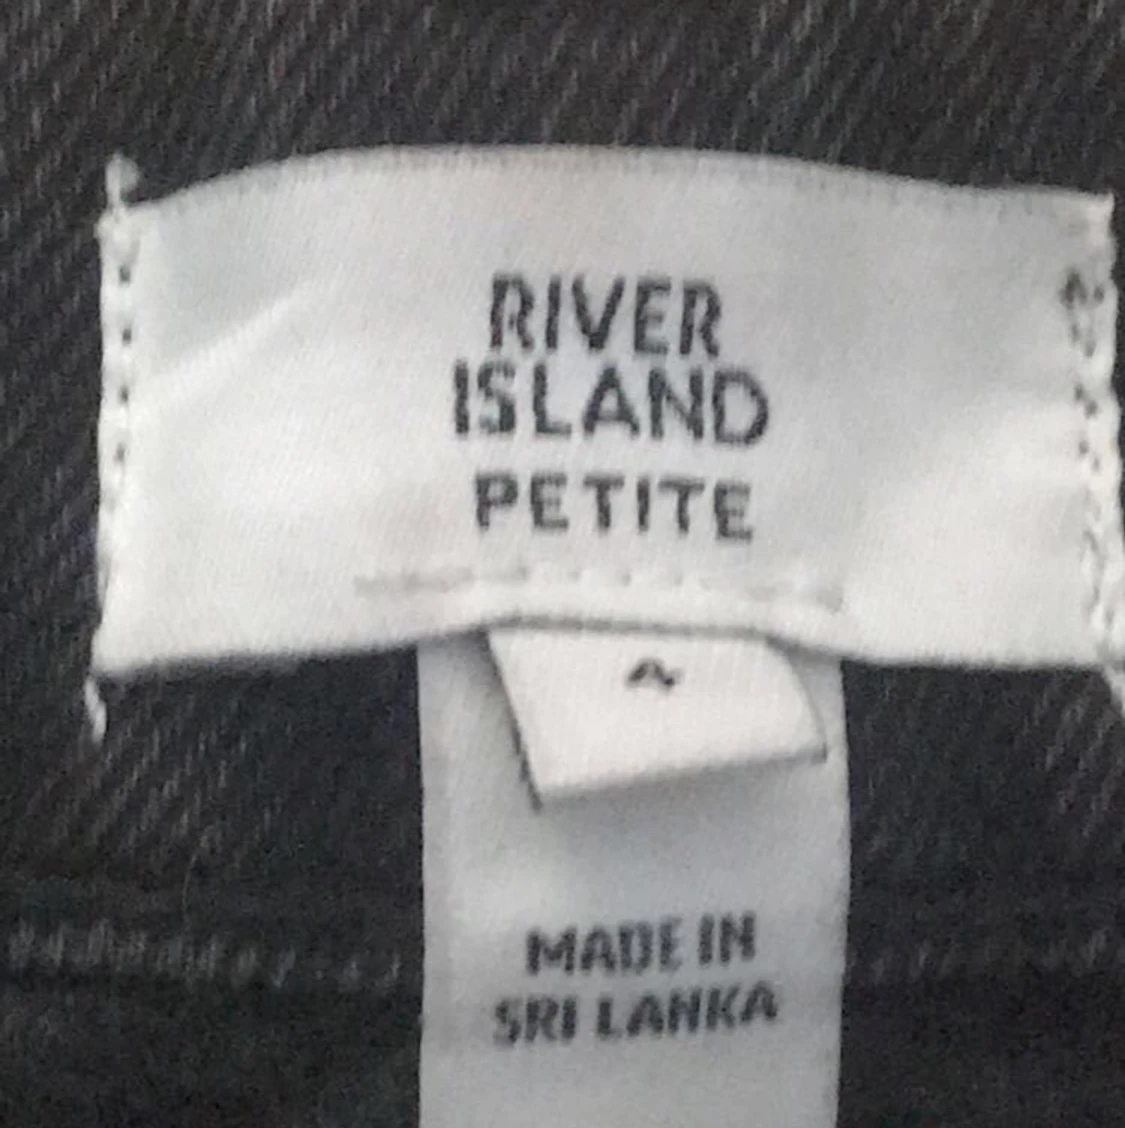 RIVER
ISLAND
PETITE
MADE IN
SRI LANKA